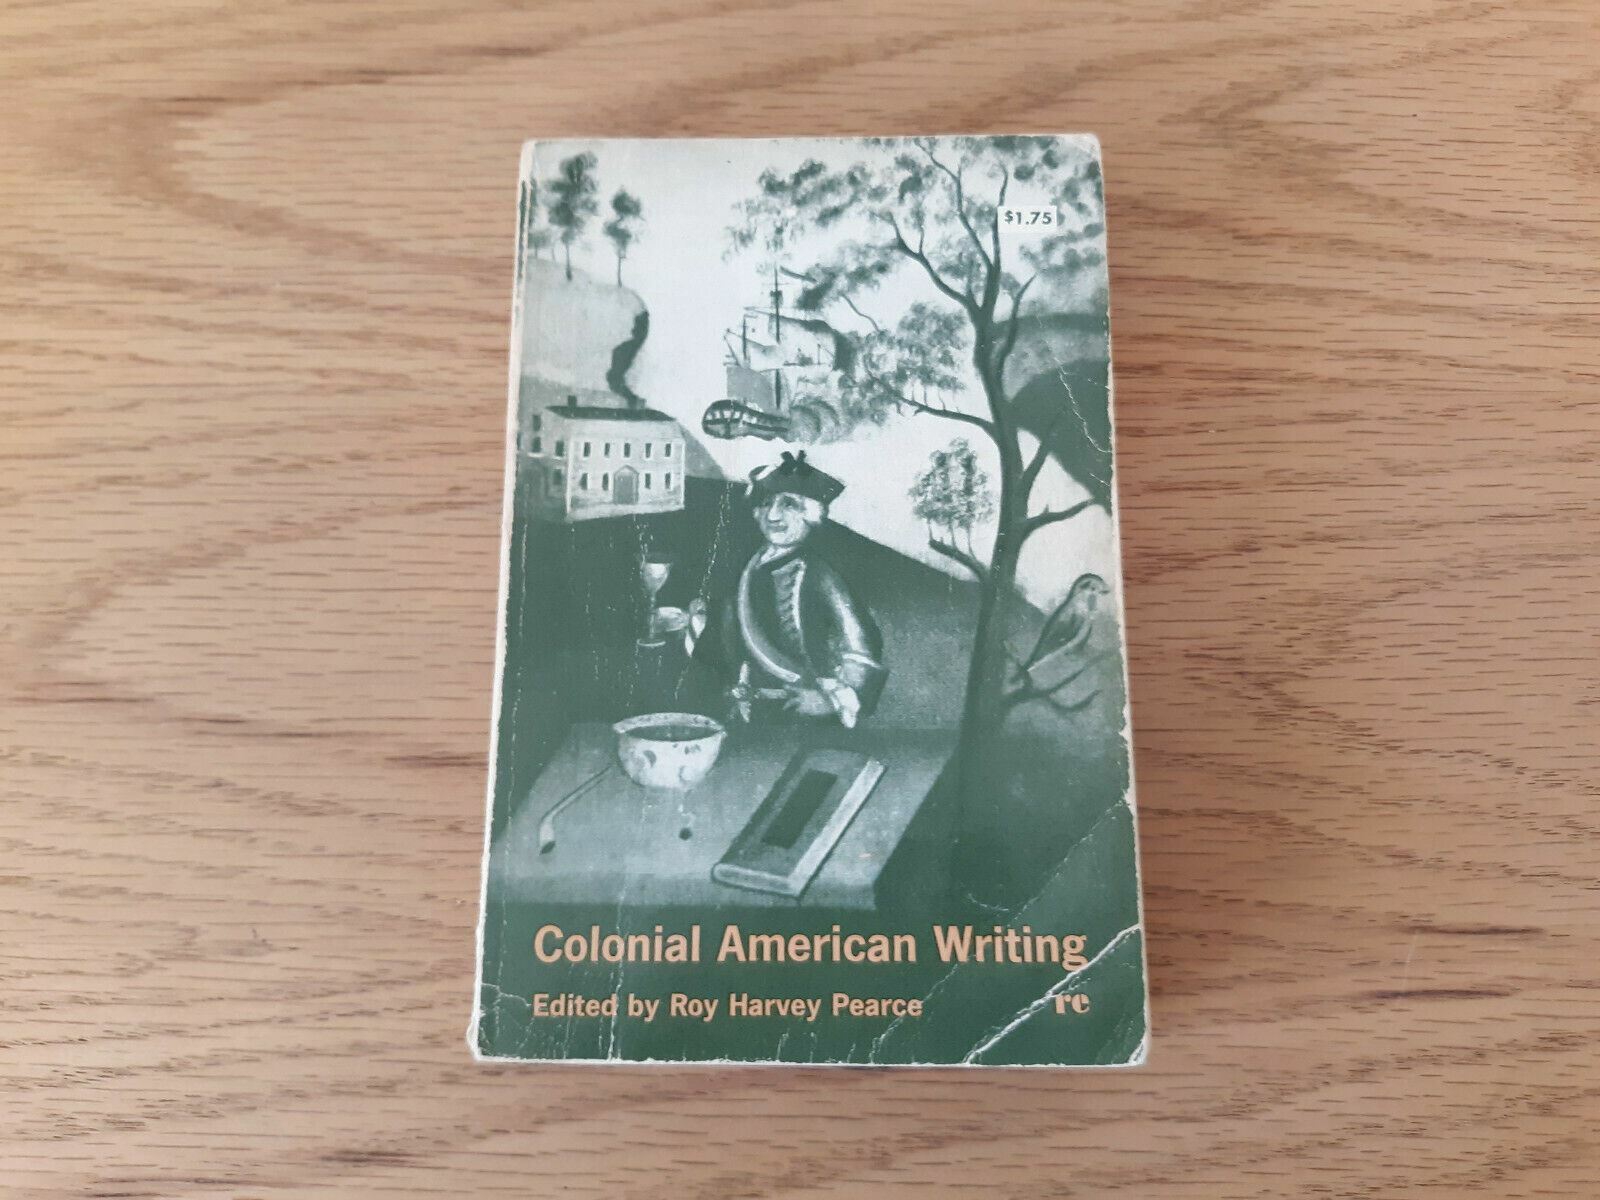 $1.75
Colonial American Writing
Edited by Roy Harvey Pearce
re